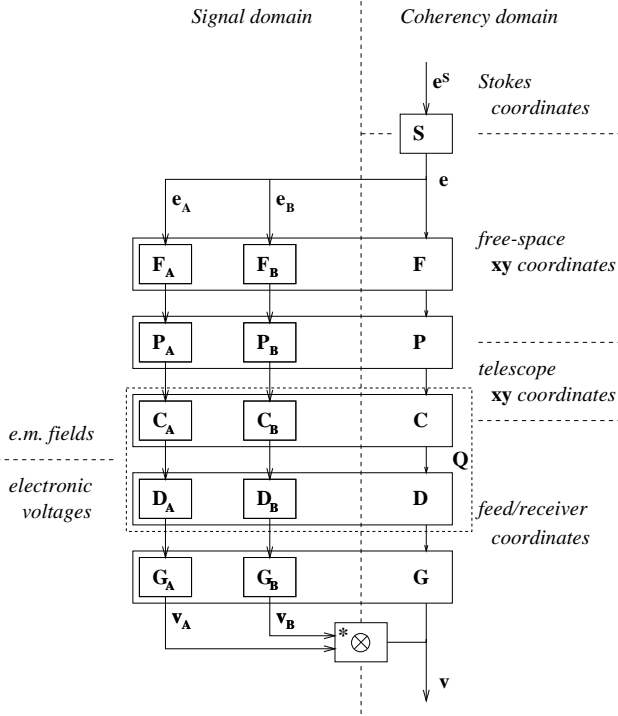 Signal domain
Coherency domain
e^S
Stokes
coordinates
S
e
e_A
e_B
free-space
F_A
F_B
F
xy coordinates
P_A
P_B
P
telescope
xy coordinates
C_A
C_B
C
e.m. fields
Q
electronic
voltages
D_A
D_B
D
feed/receiver
coordinates
G_A
G_B
G
v_A
v_B
* ⊗
v